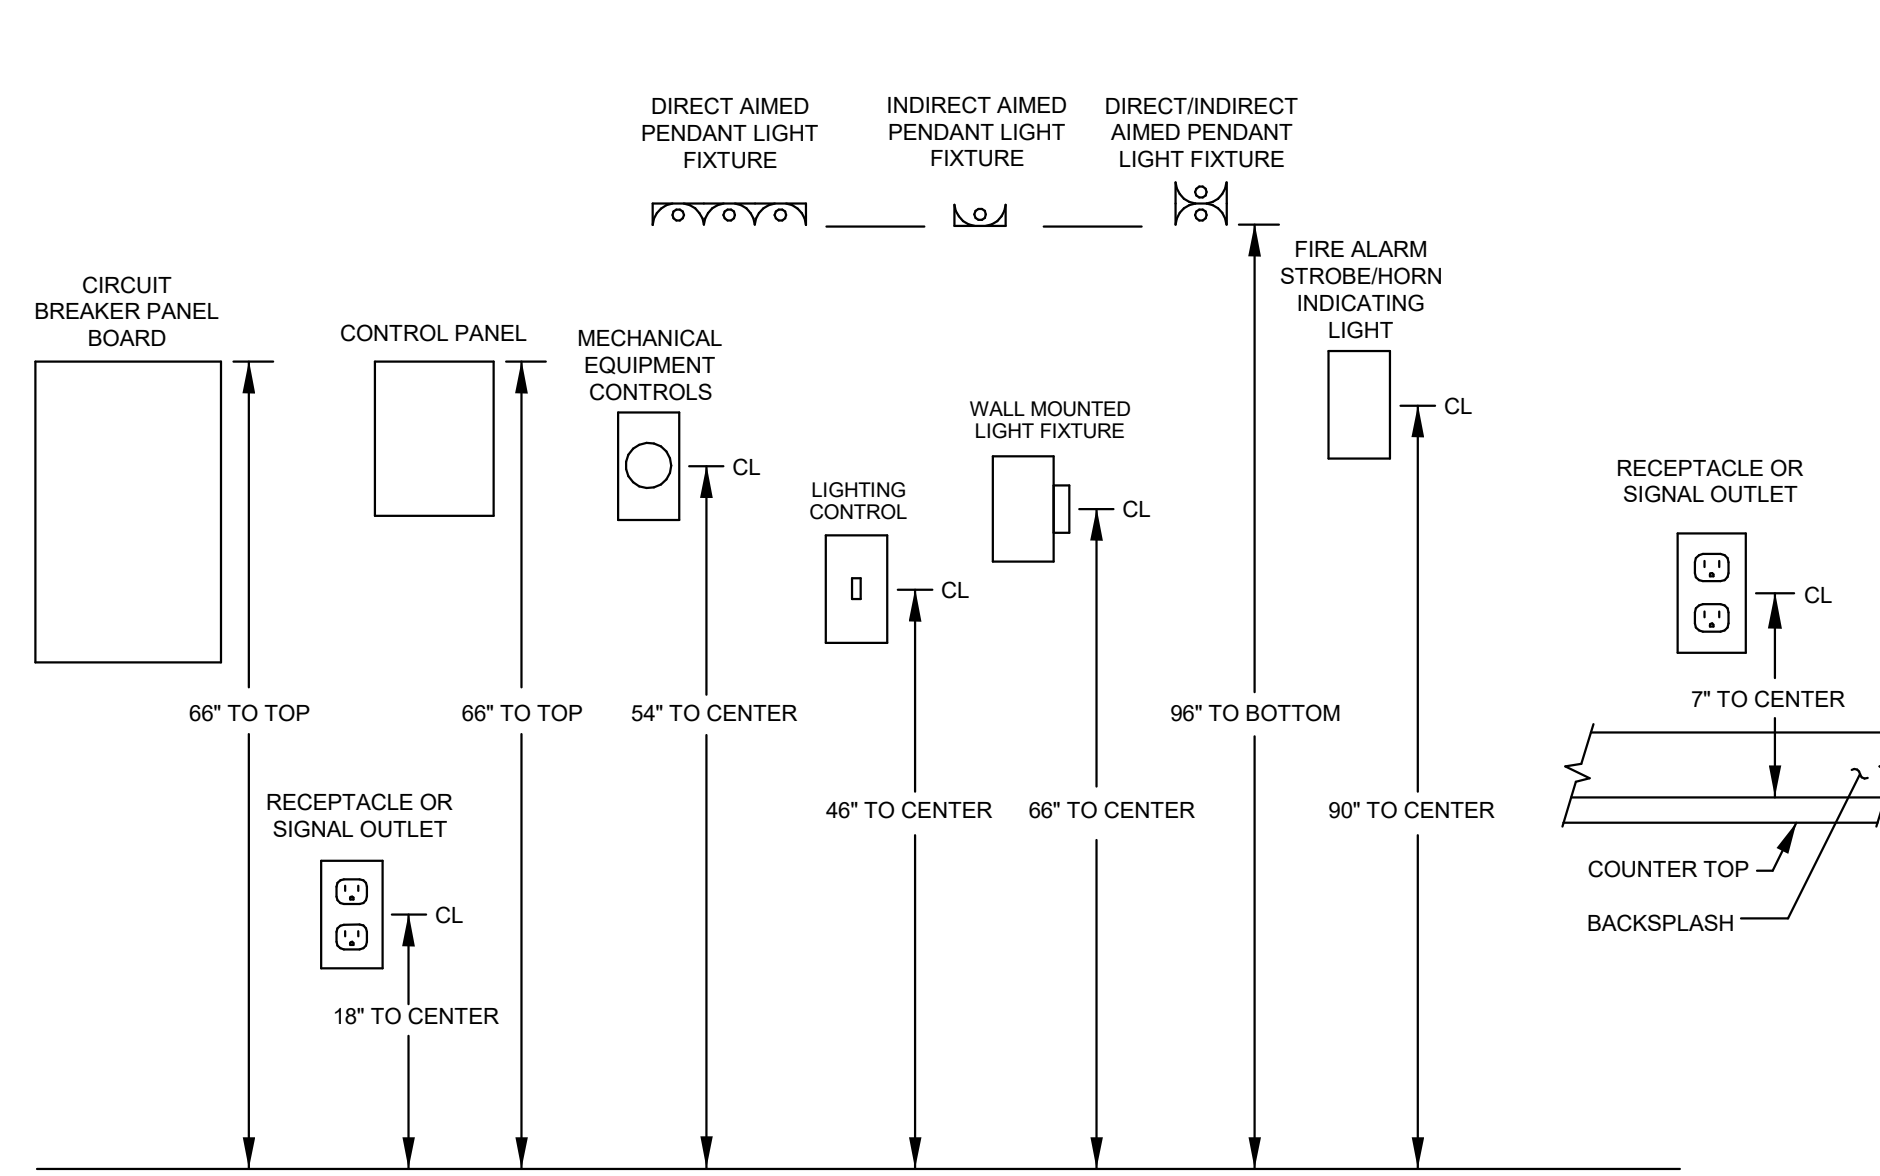 DIRECT AIMED
PENDANT LIGHT
FIXTURE
INDIRECT AIMED
PENDANT LIGHT
FIXTURE
DIRECT/INDIRECT
AIMED PENDANT
LIGHT FIXTURE
FIRE ALARM
STROBE/HORN
INDICATING
LIGHT
CIRCUIT
BREAKER PANEL
BOARD
CONTROL PANEL
MECHANICAL
EQUIPMENT
CONTROLS
WALL MOUNTED
LIGHT FIXTURE
CL
CL
LIGHTING
CONTROL
CL
RECEPTACLE OR
SIGNAL OUTLET
CL
CL
66" TO TOP
66" TO TOP
54" TO CENTER
96" TO BOTTOM
7" TO CENTER
RECEPTACLE OR
SIGNAL OUTLET
46" TO CENTER
66" TO CENTER
90" TO CENTER
COUNTER TOP
CL
BACKSPLASH
18" TO CENTER